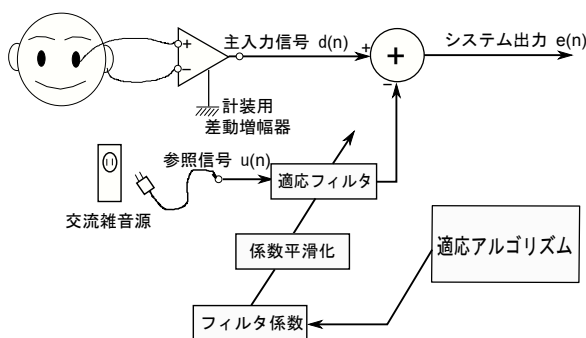 主入力信号 d(n)
システム出力 e(n)
+
−
+
+
−
計装用
差動増幅器
参照信号 u(n)
適応フィルタ
交流雑音源
係数平滑化
適応アルゴリズム
フィルタ係数